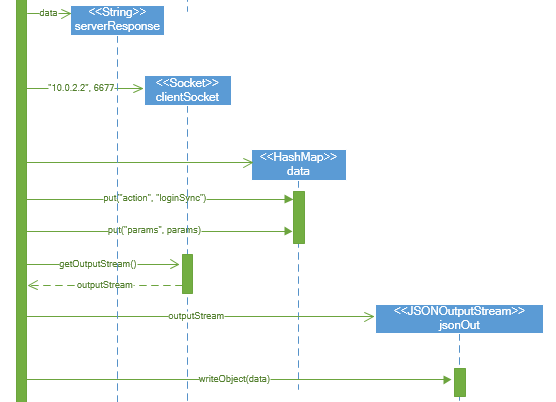 data
<<String>>
serverResponse
"10.0.2.2", 6677
<<Socket>>
clientSocket
<<HashMap>>
data
put("action", "loginSync")
put("params", params)
getOutputStream()
outputStream
outputStream
<<JSONOutputStream>>
jsonOut
writeObject(data)